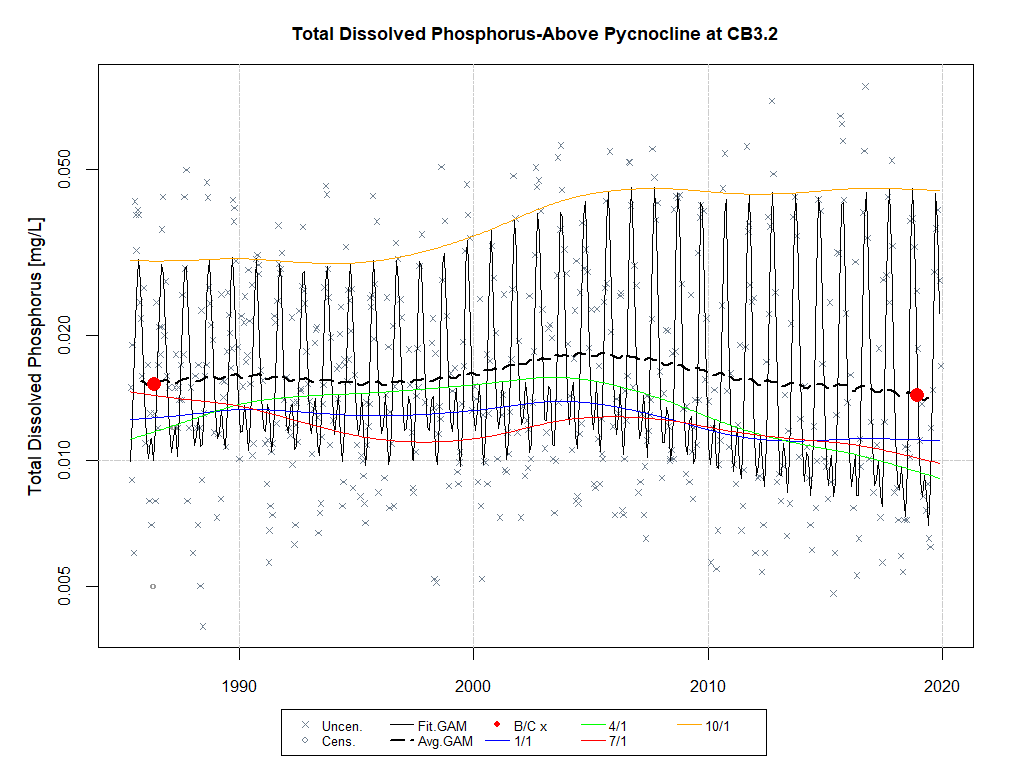 Total Dissolved Phosphorus-Above Pycnocline at CB3.2
Total Dissolved Phosphorus [mg/L]
0.050
0.020
0.010
0.005
1990 2000 2010 2020
Uncen. Fit.GAM B/C x 4/1 10/1
Cens. Avg.GAM 1/1 7/1